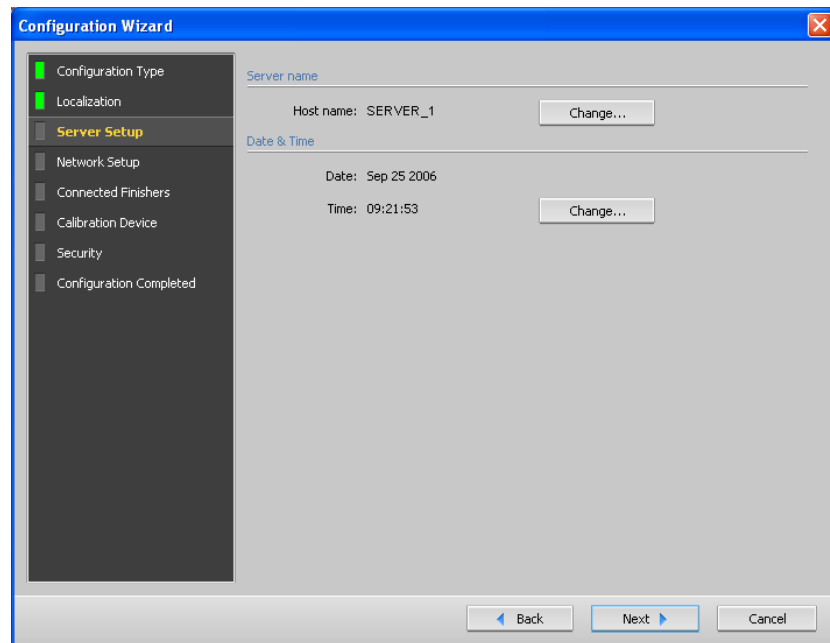 Configuration Wizard
Configuration Type
Localization
Server Setup
Network Setup
Connected Finishers
Calibration Device
Security
Configuration Completed
Server name
Host name: SERVER_1 Change...
Date & Time
Date: Sep 25 2006
Time: 09:21:53 Change...
Back Next Cancel